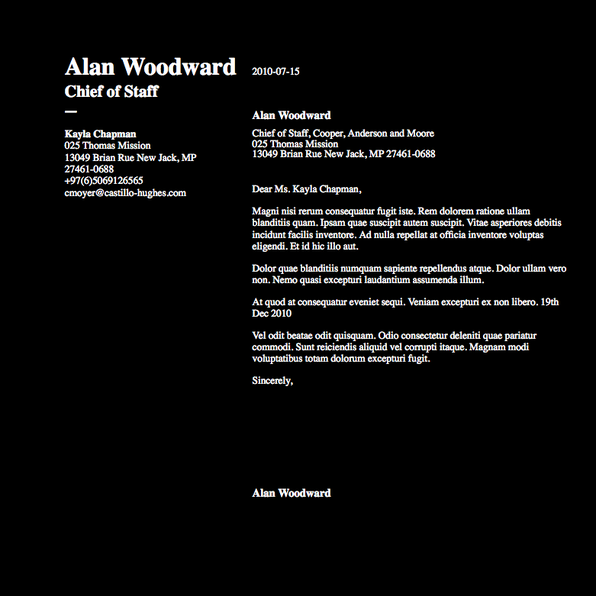 Alan Woodward
Chief of Staff
—
Kayla Chapman
025 Thomas Mission
13049 Brian Rue New Jack, MP
27461-0688
+97(6)5069126565
cmoyer@castillo-hughes.com
2010-07-15
Alan Woodward
Chief of Staff, Cooper, Anderson and Moore
025 Thomas Mission
13049 Brian Rue New Jack, MP 27461-0688
Dear Ms. Kayla Chapman,
Magni nisi rerum consequatur fugit iste. Rem dolorem ratione ullam
blanditiis quam. Ipsam quae suscipit autem suscipit. Vitae asperiores debitis
incidunt facilis inventore. Ad nulla repellat at officia inventore voluptas
eligendi. Et id hic illo aut.
Dolor quae blanditiis numquam sapiente repellendus atque. Dolor ullam vero
non. Nemo quasi excepturi laudantium assumenda illum.
At quod at consequatur eveniet sequi. Veniam excepturi ex non libero. 19th
Dec 2010
Vel odit beatae odit quisquam. Odio consectetur deleniti quae pariatur
commodi. Sunt reiciendis aliquid vel corrupti itaque. Magnam modi
voluptatibus totam dolorum excepturi fugit.
Sincerely,
Alan Woodward